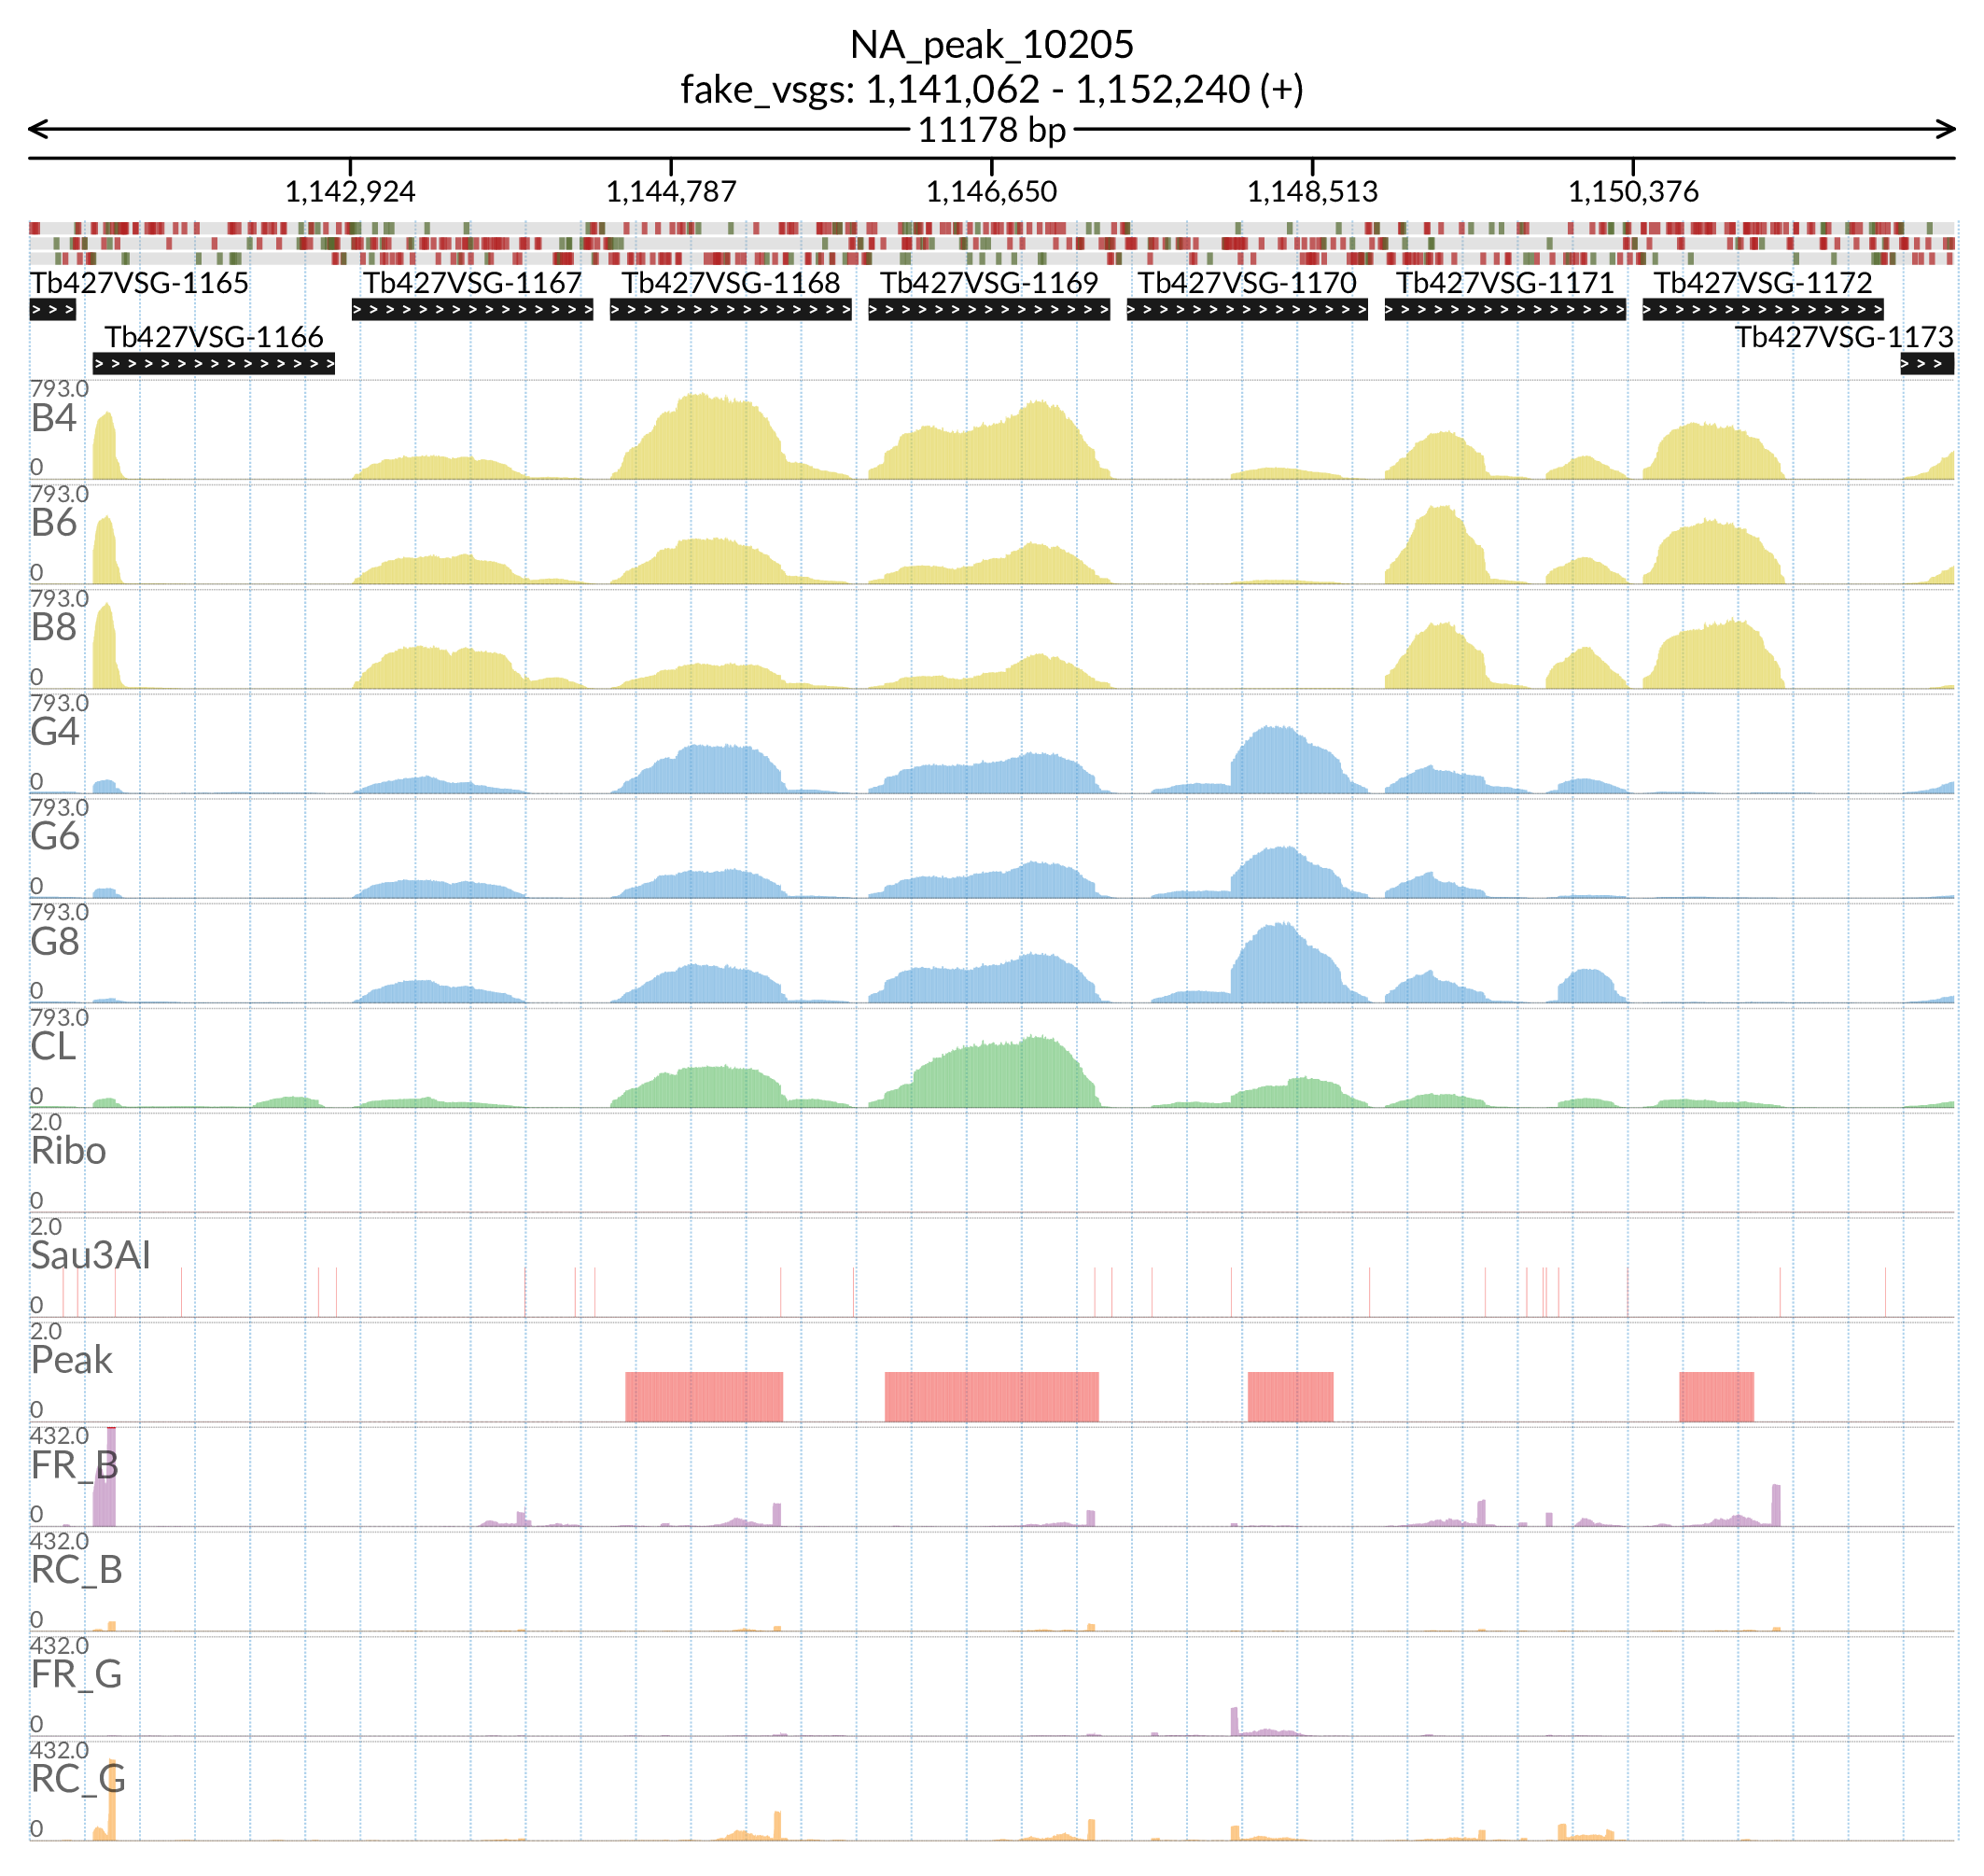 NA_peak_10205
fake_vsgs: 1,141,062 - 1,152,240 (+)
11178 bp
1,142,924 1,144,787 1,146,650 1,148,513 1,150,376
Tb427VSG-1165 Tb427VSG-1167 Tb427VSG-1168 Tb427VSG-1169 Tb427VSG-1170 Tb427VSG-1171 Tb427VSG-1172
Tb427VSG-1166 Tb427VSG-1173
793.0
B4
0
793.0
B6
0
793.0
B8
0
793.0
G4
0
793.0
G6
0
793.0
G8
0
793.0
CL
0
2.0
Ribo
0
2.0
Sau3AI
0
2.0
Peak
0
432.0
FR_B
0
432.0
RC_B
0
432.0
FR_G
0
432.0
RC_G
0